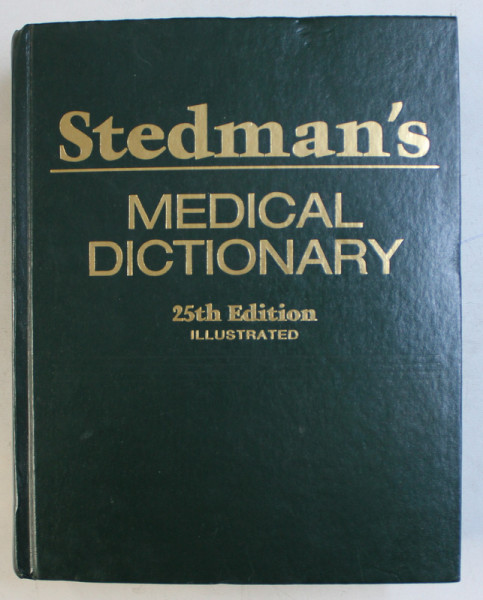 Stedman's
MEDICAL
DICTIONARY
25th Edition
ILLUSTRATED